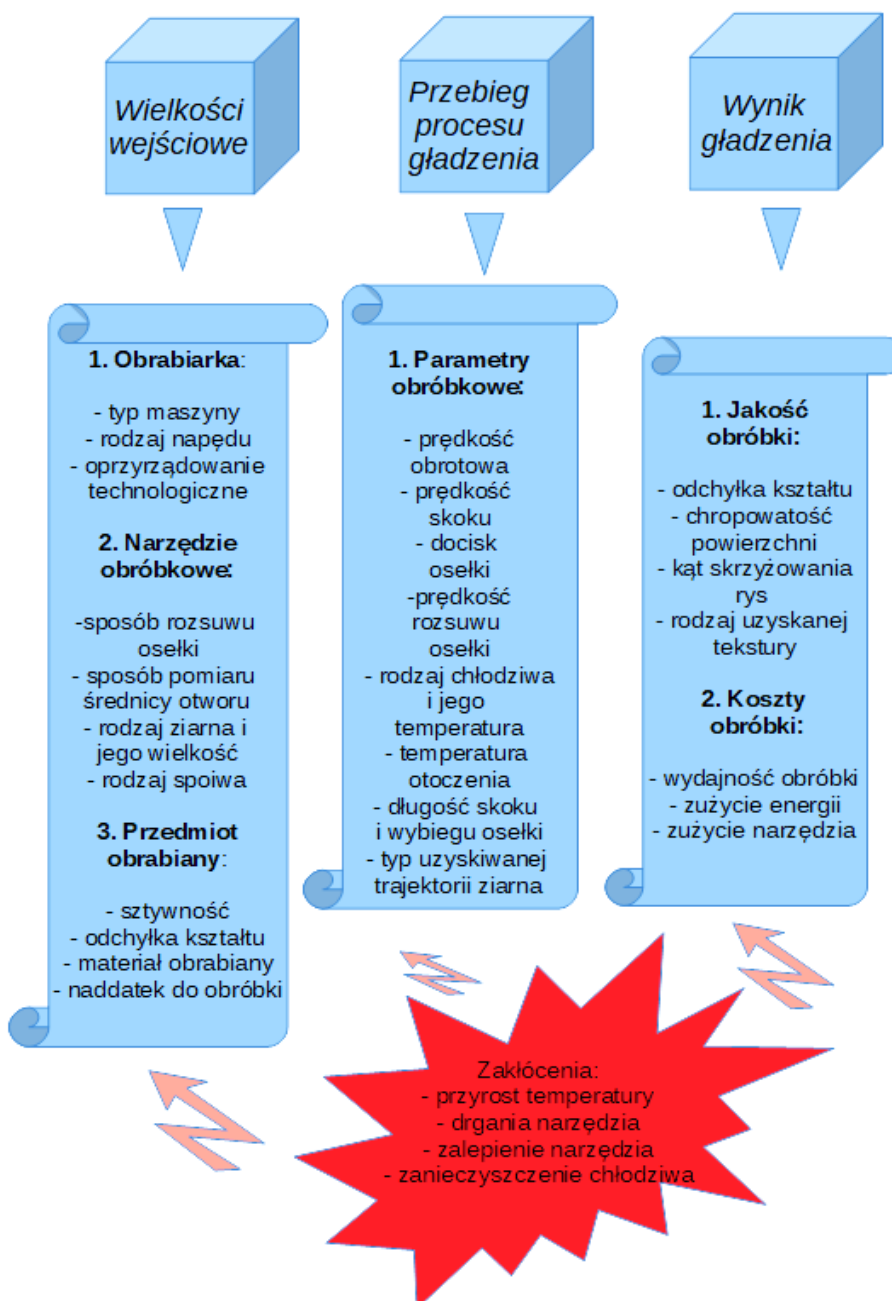 Wielkości
wejściowe
Przebieg
procesu
gładzenia
Wynik
gładzenia
1. Obrabiarka:
- typ maszyny
- rodzaj napędu
- oprzyrządowanie
technologiczne
2. Narzędzie
obróbkowe:
-sposób rozsuwu
osełki
- sposób pomiaru
średnicy otworu
- rodzaj ziarna i
jego wielkość
- rodzaj spoiwa
3. Przedmiot
obrabiany:
- sztywność
- odchyłka kształtu
- materiał obrabiany
- naddatek do obróbki
1. Parametry
obróbkowe:
- prędkość
obrotowa
- prędkość
skoku
- docisk
osełki
-prędkość
rozsuwu
osełki
- rodzaj chłodziwa
i jego
temperatura
- temperatura
otoczenia
- długość skoku
i wybiegu osełki
- typ uzyskiwanej
trajektorii ziarna
1. Jakość
obróbki:
- odchyłka kształtu
- chropowatość
powierzchni
- kąt skrzyżowania
rys
- rodzaj uzyskanej
tekstury
2. Koszty
obróbki:
- wydajność obróbki
- zużycie energii
- zużycie narzędzia
Zakłócenia:
- przyrost temperatury
- drgania narzędzia
- zalepienie narzędzia
- zanieczyszczenie chłodziwa